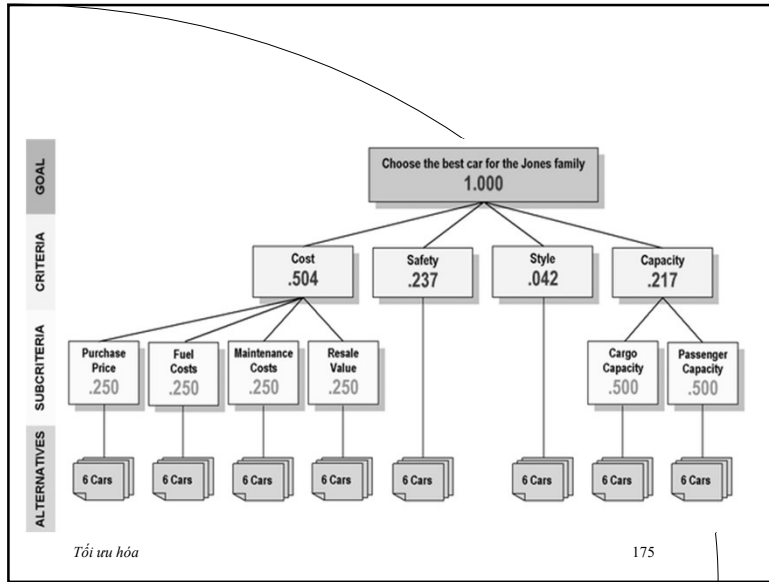 GOAL
Choose the best car for the Jones family
1.000
CRITERIA
Cost
.504
Safety
.237
Style
.042
Capacity
.217
SUBCRITERIA
Purchase
Price
.250
Fuel
Costs
.250
Maintenance
Costs
.250
Resale
Value
.250
Cargo
Capacity
.500
Passenger
Capacity
.500
ALTERNATIVES
6 Cars
6 Cars
6 Cars
6 Cars
6 Cars
6 Cars
6 Cars
6 Cars
Tối ưu hóa
175